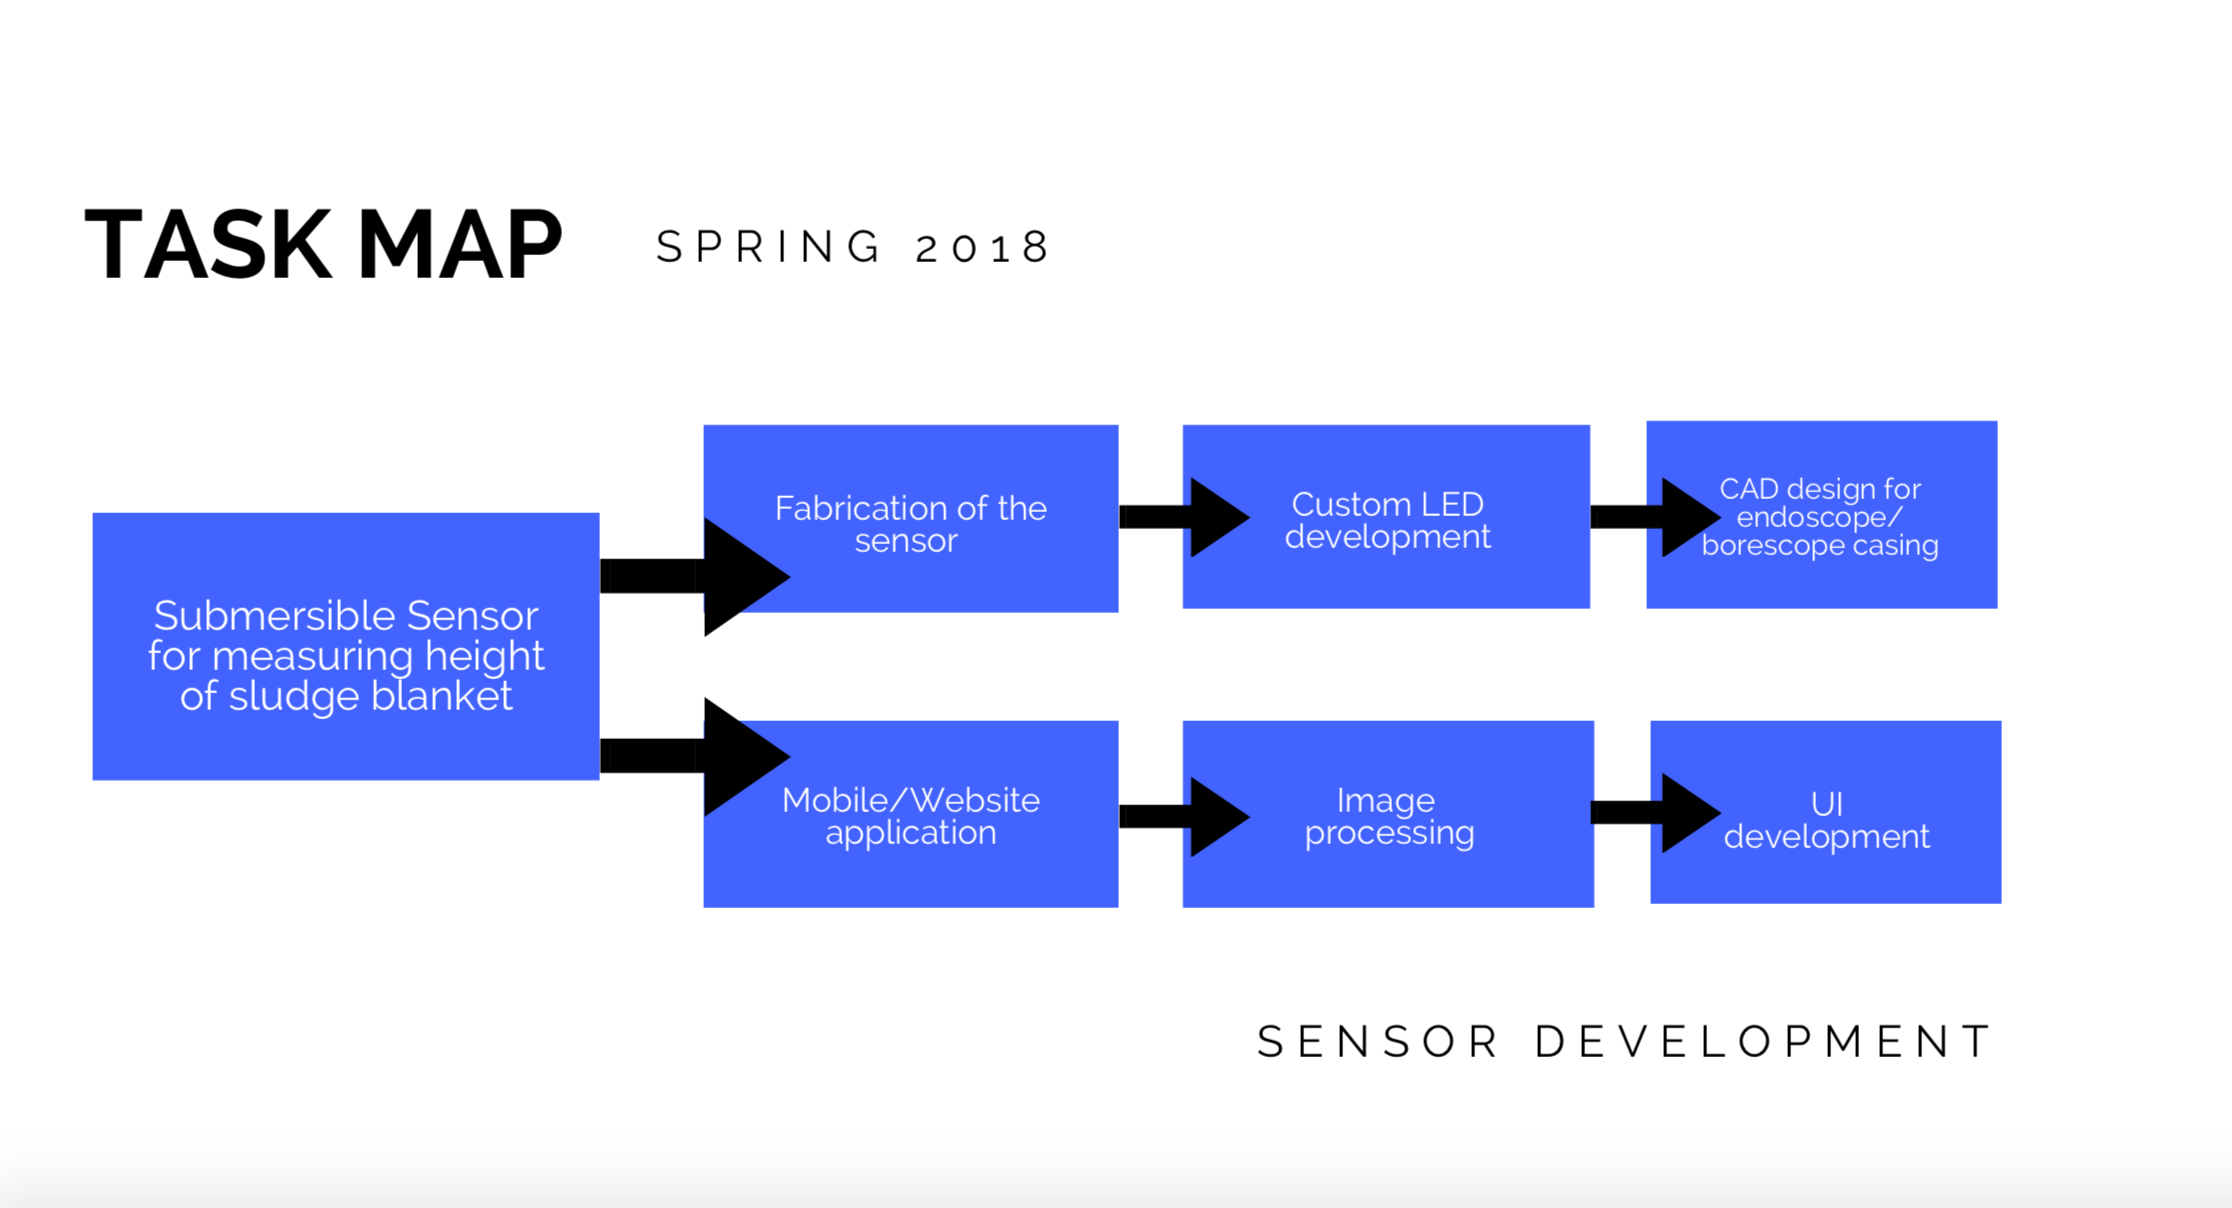 TASK MAP
SPRING 2018
Submersible Sensor
for measuring height
of sludge blanket
Fabrication of the
sensor
Custom LED
development
CAD design for
endoscope/
borescope casing
Mobile/Website
application
Image
processing
UI
development
SENSOR DEVELOPMENT